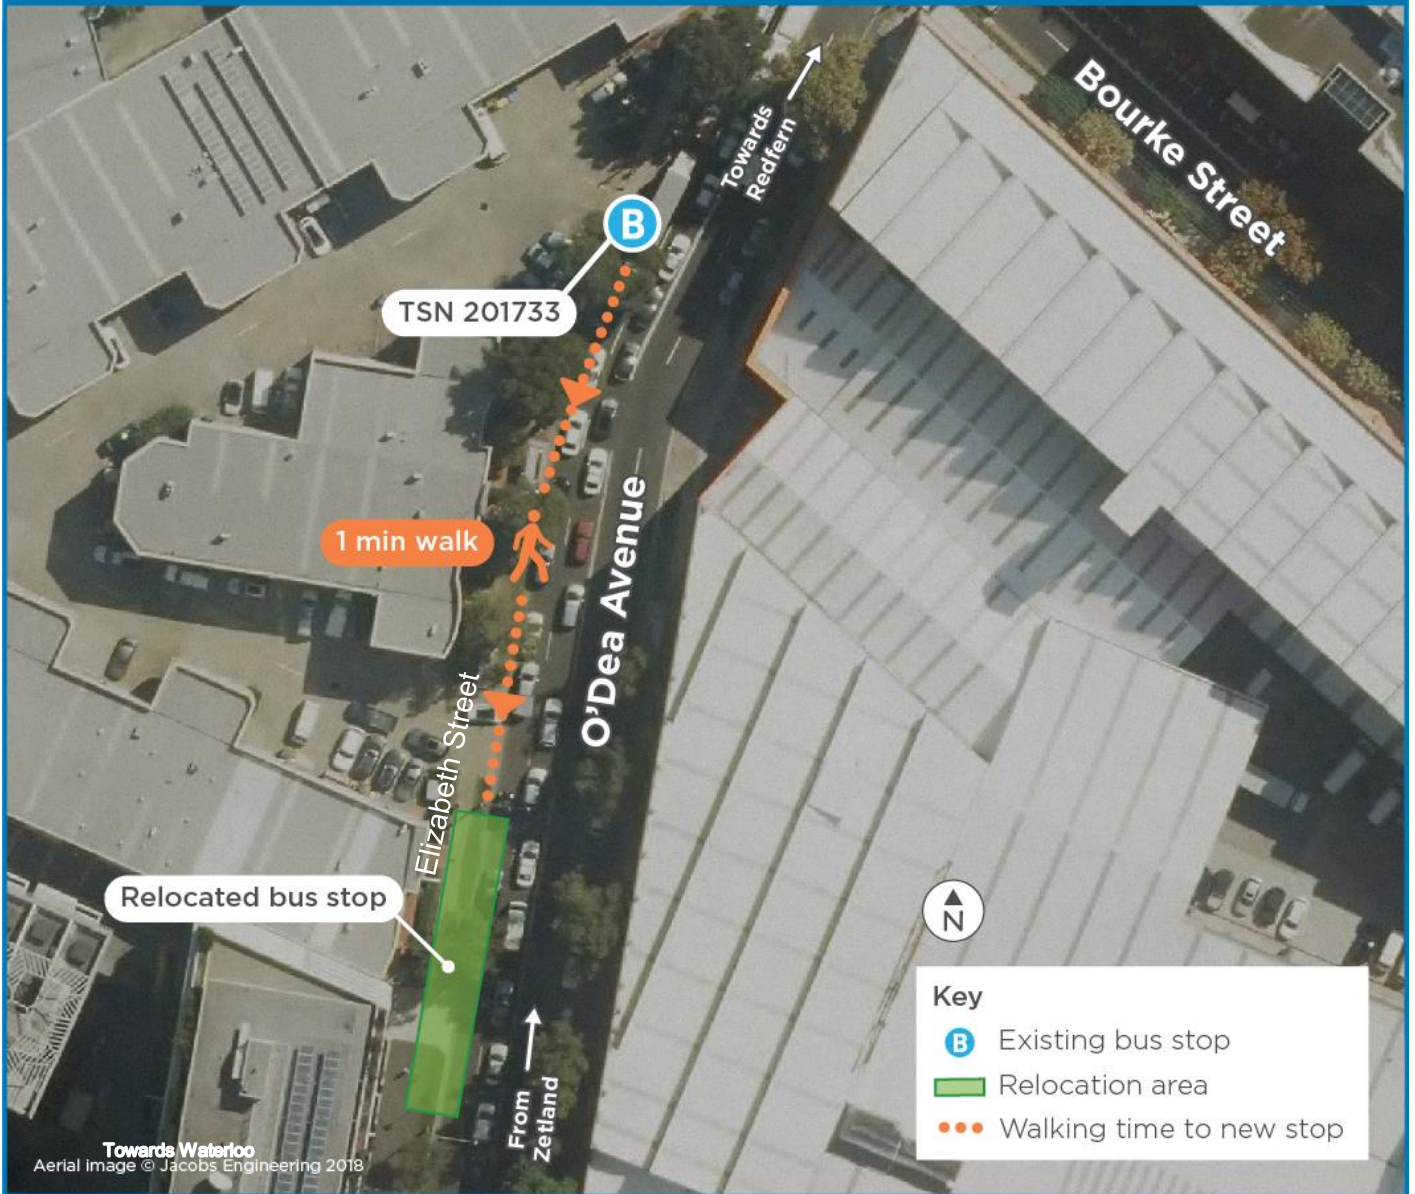 Bourke Street
Towards
Redfern
B
TSN 201733
1 min walk
O'Dea Avenue
Elizabeth Street
Relocated bus stop
N
Key
B Existing bus stop
Relocation area
Walking time to new stop
From
zetland
Towards Waterloo
Aerial image © Jacobs Engineering 2018